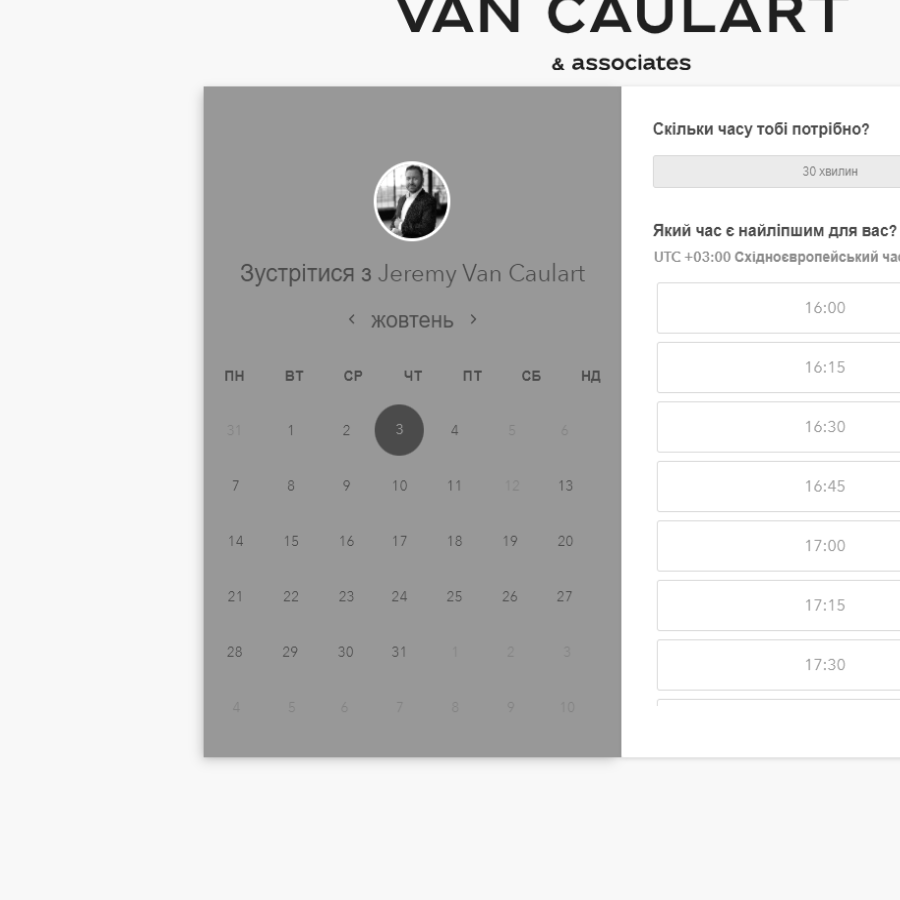 VAN CAULART
& associates
Зустрітися з Jeremy Van Caulart
‹ жовтень ›
ПН ВТ СР ЧТ ПТ СБ НД
31 1 2 3 4 5 6
7 8 9 10 11 12 13
14 15 16 17 18 19 20
21 22 23 24 25 26 27
28 29 30 31 1 2 3
4 5 6 7 8 9 10
Скільки часу тобі потрібно?
30 хвилин
Який час є найліпшим для вас?
UTC +03:00 Східноєвропейський час
16:00
16:15
16:30
16:45
17:00
17:15
17:30